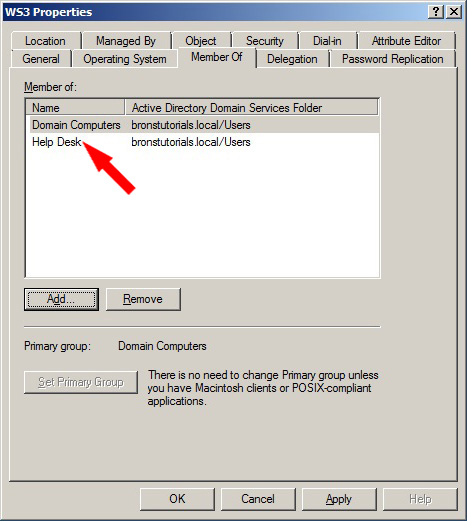 WS3 Properties
Location Managed By Object Security Dial-in Attribute Editor
General Operating System Member Of Delegation Password Replication
Member of:
Name Active Directory Domain Services Folder
Domain Computers bronstutorials.local/Users
Help Desk bronstutorials.local/Users
Add... Remove
Primary group: Domain Computers
Set Primary Group
There is no need to change Primary group unless
you have Macintosh clients or POSIX-compliant
applications.
OK Cancel Apply Help